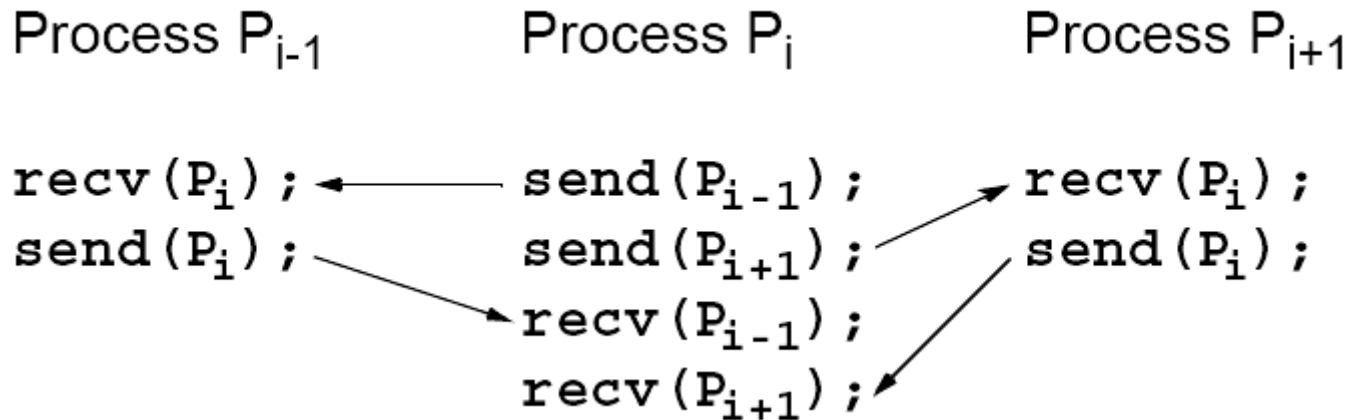 Process P_{i-1} Process P_i Process P_{i+1}
recv(P_i); send(P_{i-1}); recv(P_i);
send(P_i); send(P_{i+1}); send(P_i);
recv(P_{i-1});
recv(P_{i+1});